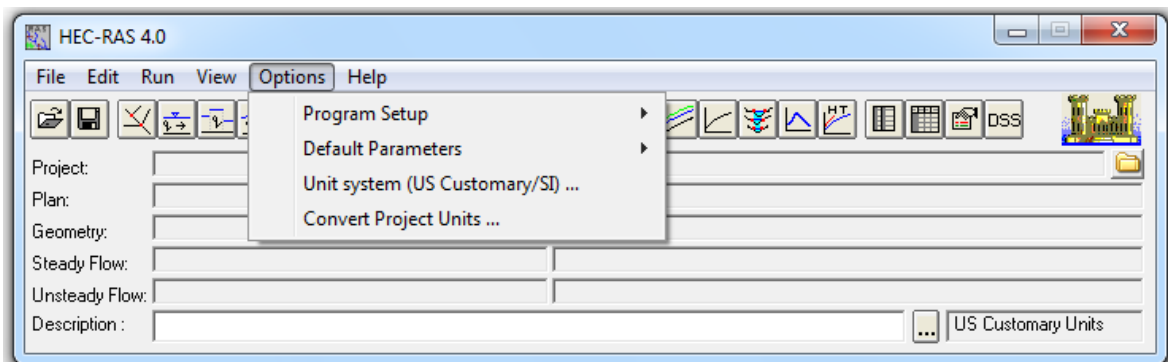 HEC-RAS 4.0
File Edit Run View Options Help
Program Setup
Default Parameters
Unit system (US Customary/SI) ...
Convert Project Units ...
HT
DSS
Project:
Plan:
Geometry:
Steady Flow:
Unsteady Flow:
Description :
...
US Customary Units